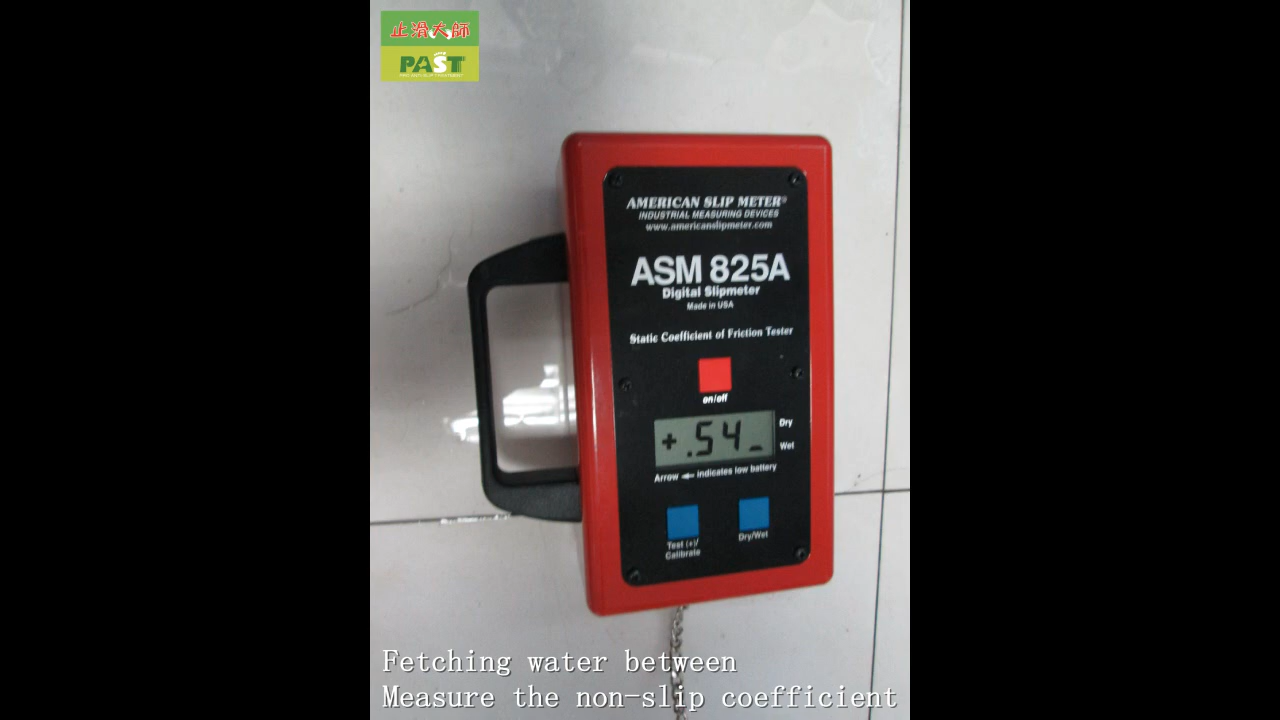 止滑大師
PAST
AMERICAN SLIP METER®
INDUSTRIAL MEASURING DEVICES
www.americanslipmeter.com
ASM 825A
Digital Slipmeter
Made in USA
Static Coefficient of Friction Tester
on/off
+.54_
Dry
Wet
Arrow ← indicates low battery
Test (+)/
Calibrate
Dry/Wet
Fetching water between
Measure the non-slip coefficient